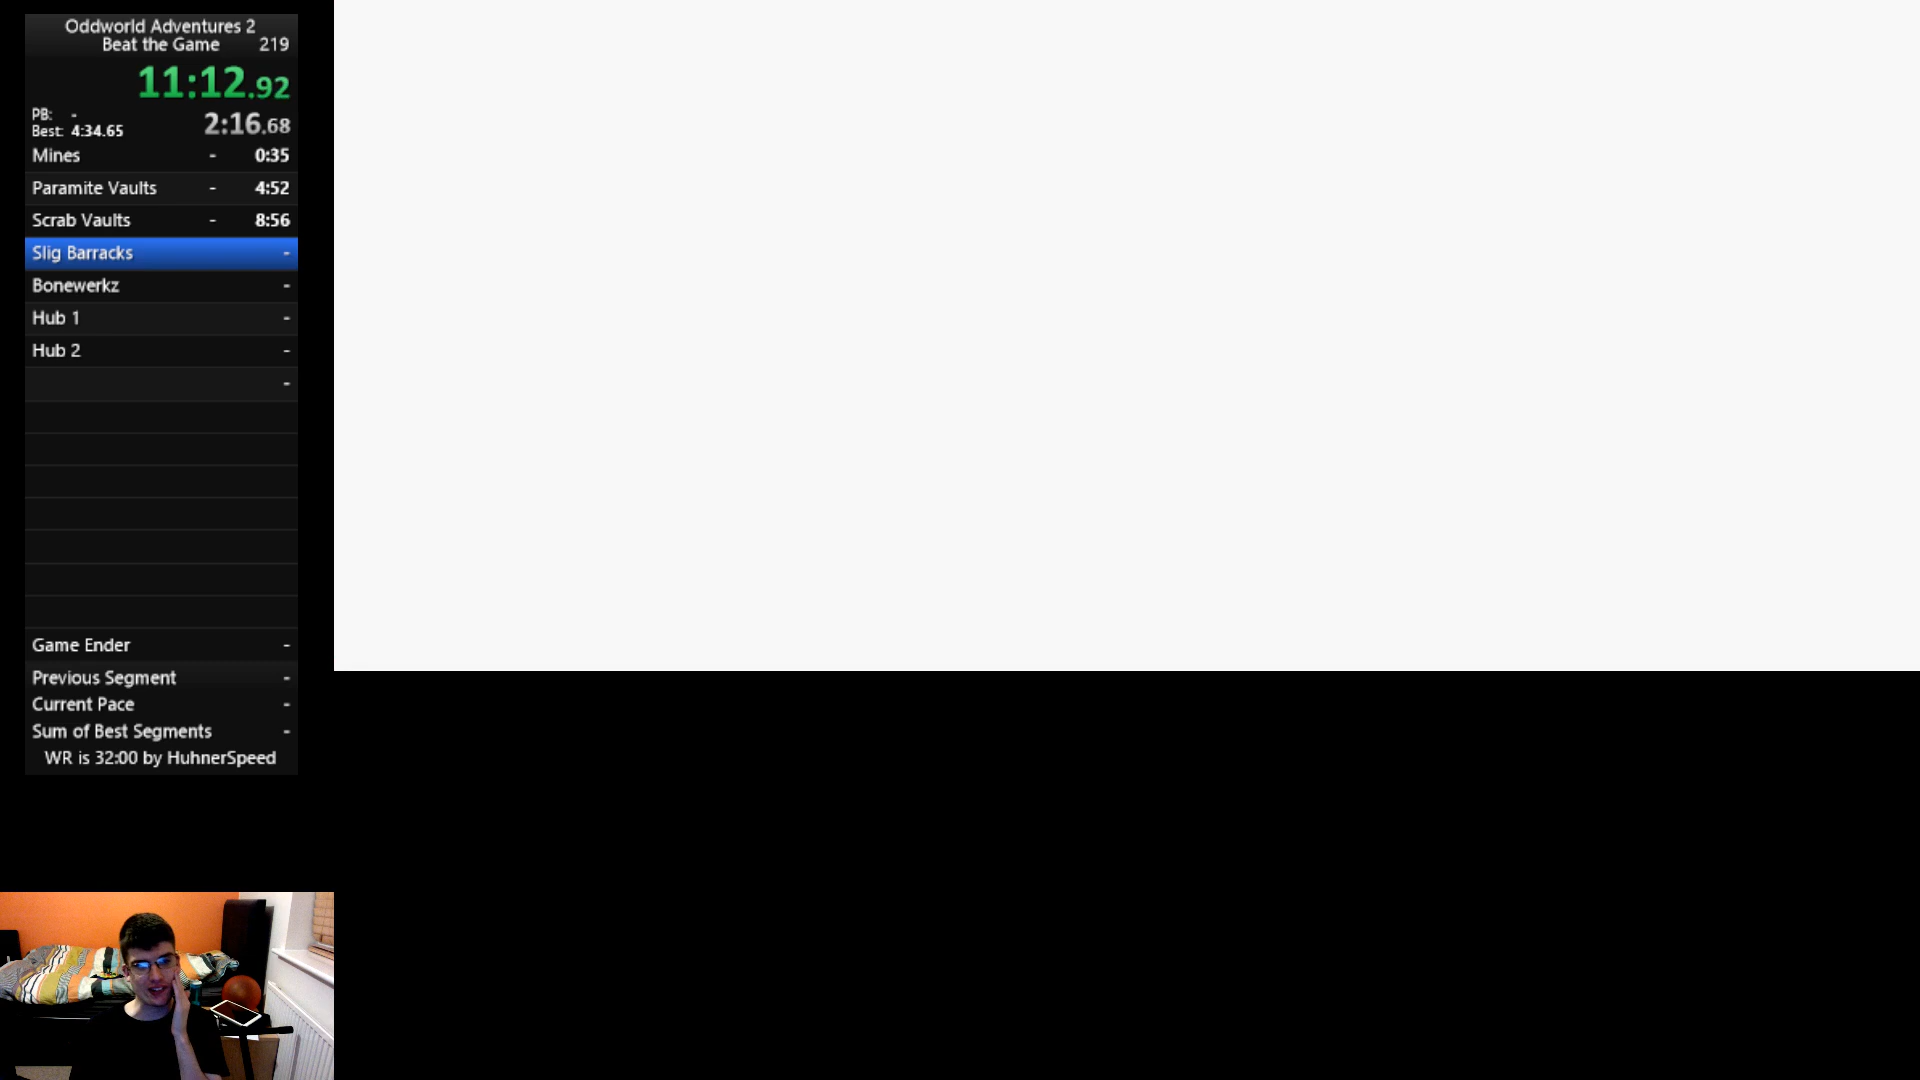 Oddworld Adventures 2
Beat the Game 219
11:12.92
PB: -
Best: 4:34.65 2:16.68
Mines - 0:35
Paramite Vaults - 4:52
Scrab Vaults - 8:56
Slig Barracks -
Bonewerkz -
Hub 1 -
Hub 2 -
-
Game Ender -
Previous Segment -
Current Pace -
Sum of Best Segments -
WR is 32:00 by HuhnerSpeed